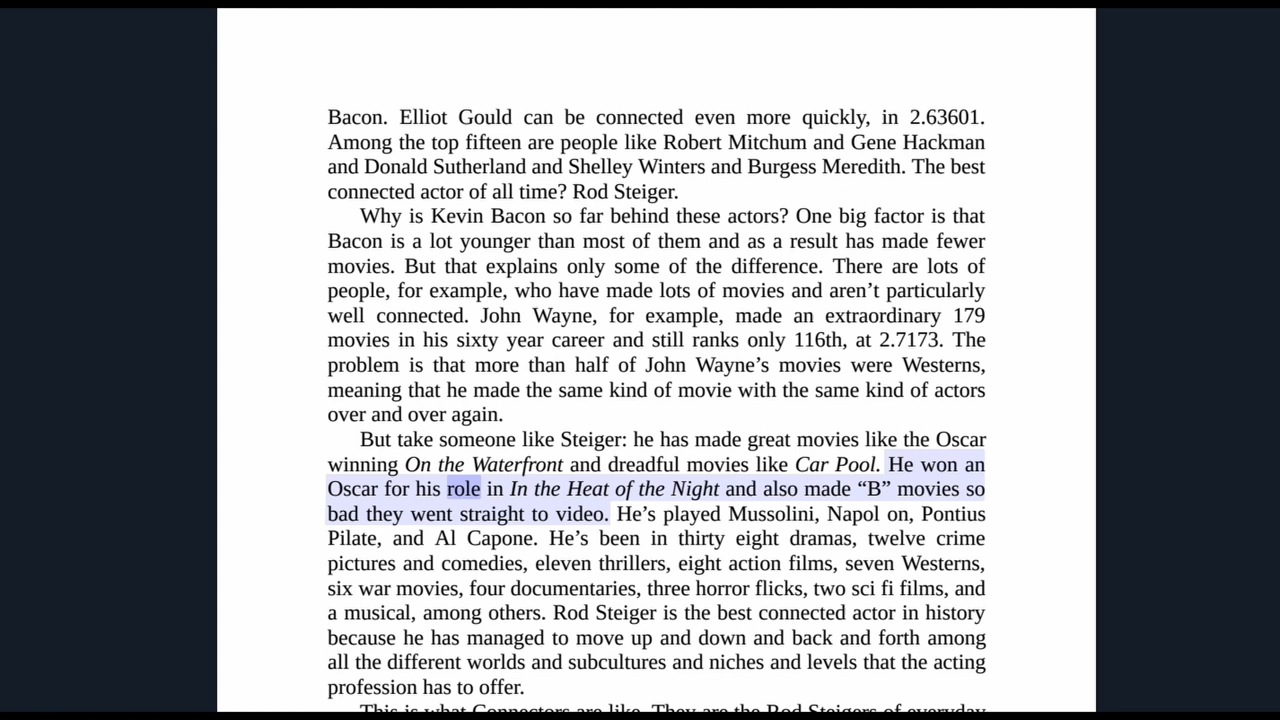 Bacon. Elliot Gould can be connected even more quickly, in 2.63601.
Among the top fifteen are people like Robert Mitchum and Gene Hackman
and Donald Sutherland and Shelley Winters and Burgess Meredith. The best
connected actor of all time? Rod Steiger.
Why is Kevin Bacon so far behind these actors? One big factor is that
Bacon is a lot younger than most of them and as a result has made fewer
movies. But that explains only some of the difference. There are lots of
people, for example, who have made lots of movies and aren’t particularly
well connected. John Wayne, for example, made an extraordinary 179
movies in his sixty year career and still ranks only 116th, at 2.7173. The
problem is that more than half of John Wayne’s movies were Westerns,
meaning that he made the same kind of movie with the same kind of actors
over and over again.
But take someone like Steiger: he has made great movies like the Oscar
winning On the Waterfront and dreadful movies like Car Pool. He won an
Oscar for his role in In the Heat of the Night and also made “B” movies so
bad they went straight to video. He’s played Mussolini, Napol on, Pontius
Pilate, and Al Capone. He’s been in thirty eight dramas, twelve crime
pictures and comedies, eleven thrillers, eight action films, seven Westerns,
six war movies, four documentaries, three horror flicks, two sci fi films, and
a musical, among others. Rod Steiger is the best connected actor in history
because he has managed to move up and down and back and forth among
all the different worlds and subcultures and niches and levels that the acting
profession has to offer.
This is what Connectors are like. They are the Rod Steigers of everyday